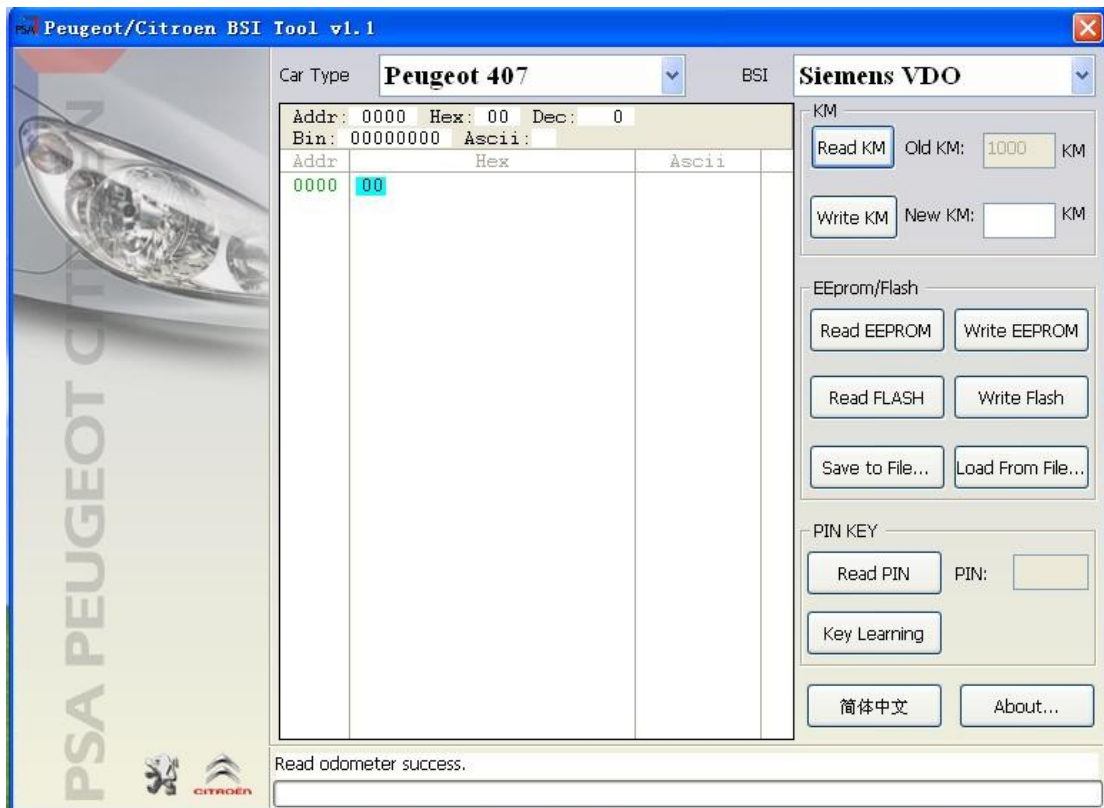 PSA Peugeot/Citroen BSI Tool v1.1
Car Type Peugeot 407 BSI Siemens VDO
Addr: 0000 Hex: 00 Dec: 0
Bin: 00000000 Ascii:
Addr Hex Ascii
0000 00
KM
Read KM Old KM: 1000 KM
Write KM New KM: KM
EEprom/Flash
Read EEPROM Write EEPROM
Read FLASH Write Flash
Save to File... Load From File...
PIN KEY
Read PIN PIN:
Key Learning
简体中文 About...
PSA PEUGEOT CITROËN
CITROËN
Read odometer success.